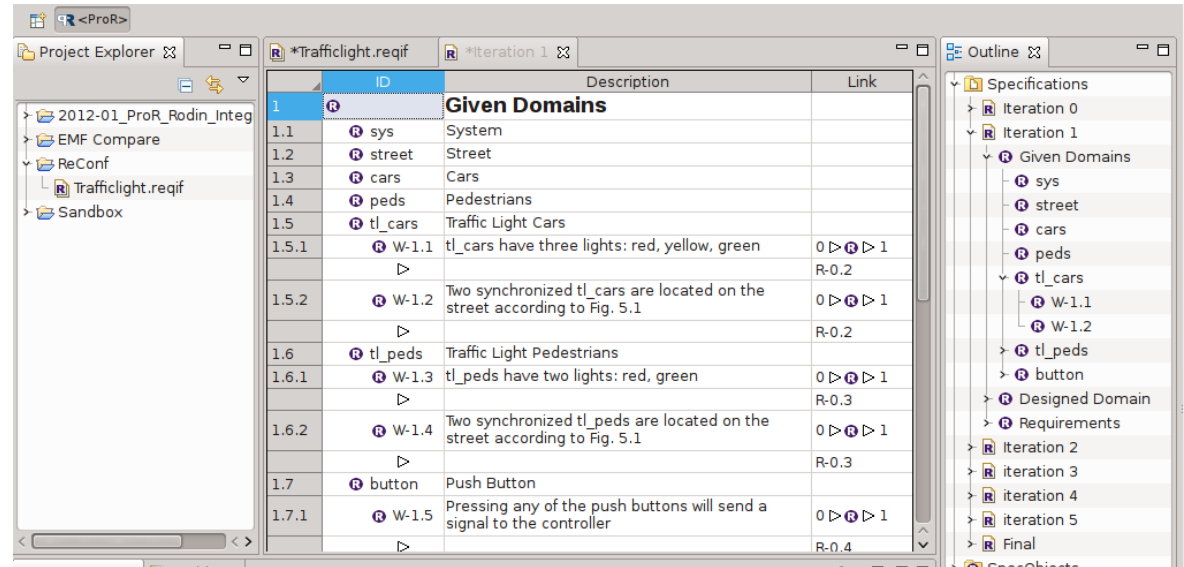 <ProR>
Project Explorer
2012-01_ProR_Rodin_Integ
EMF Compare
ReConf
Trafficlight.reqif
Sandbox
*Trafficlight.reqif
*Iteration 1
ID Description Link
1 Given Domains
1.1 sys System
1.2 street Street
1.3 cars Cars
1.4 peds Pedestrians
1.5 tl_cars Traffic Light Cars
1.5.1 W-1.1 tl_cars have three lights: red, yellow, green 0 ▷ R ▷ 1
▷ R-0.2
1.5.2 W-1.2 Two synchronized tl_cars are located on the
street according to Fig. 5.1 0 ▷ R ▷ 1
▷ R-0.2
1.6 tl_peds Traffic Light Pedestrians
1.6.1 W-1.3 tl_peds have two lights: red, green 0 ▷ R ▷ 1
▷ R-0.3
1.6.2 W-1.4 Two synchronized tl_peds are located on the
street according to Fig. 5.1 0 ▷ R ▷ 1
▷ R-0.3
1.7 button Push Button
1.7.1 W-1.5 Pressing any of the push buttons will send a
signal to the controller 0 ▷ R ▷ 1
▷ R-0.4
Outline
Specifications
Iteration 0
Iteration 1
Given Domains
sys
street
cars
peds
tl_cars
W-1.1
W-1.2
tl_peds
button
Designed Domain
Requirements
Iteration 2
iteration 3
iteration 4
iteration 5
Final
SpecObjects